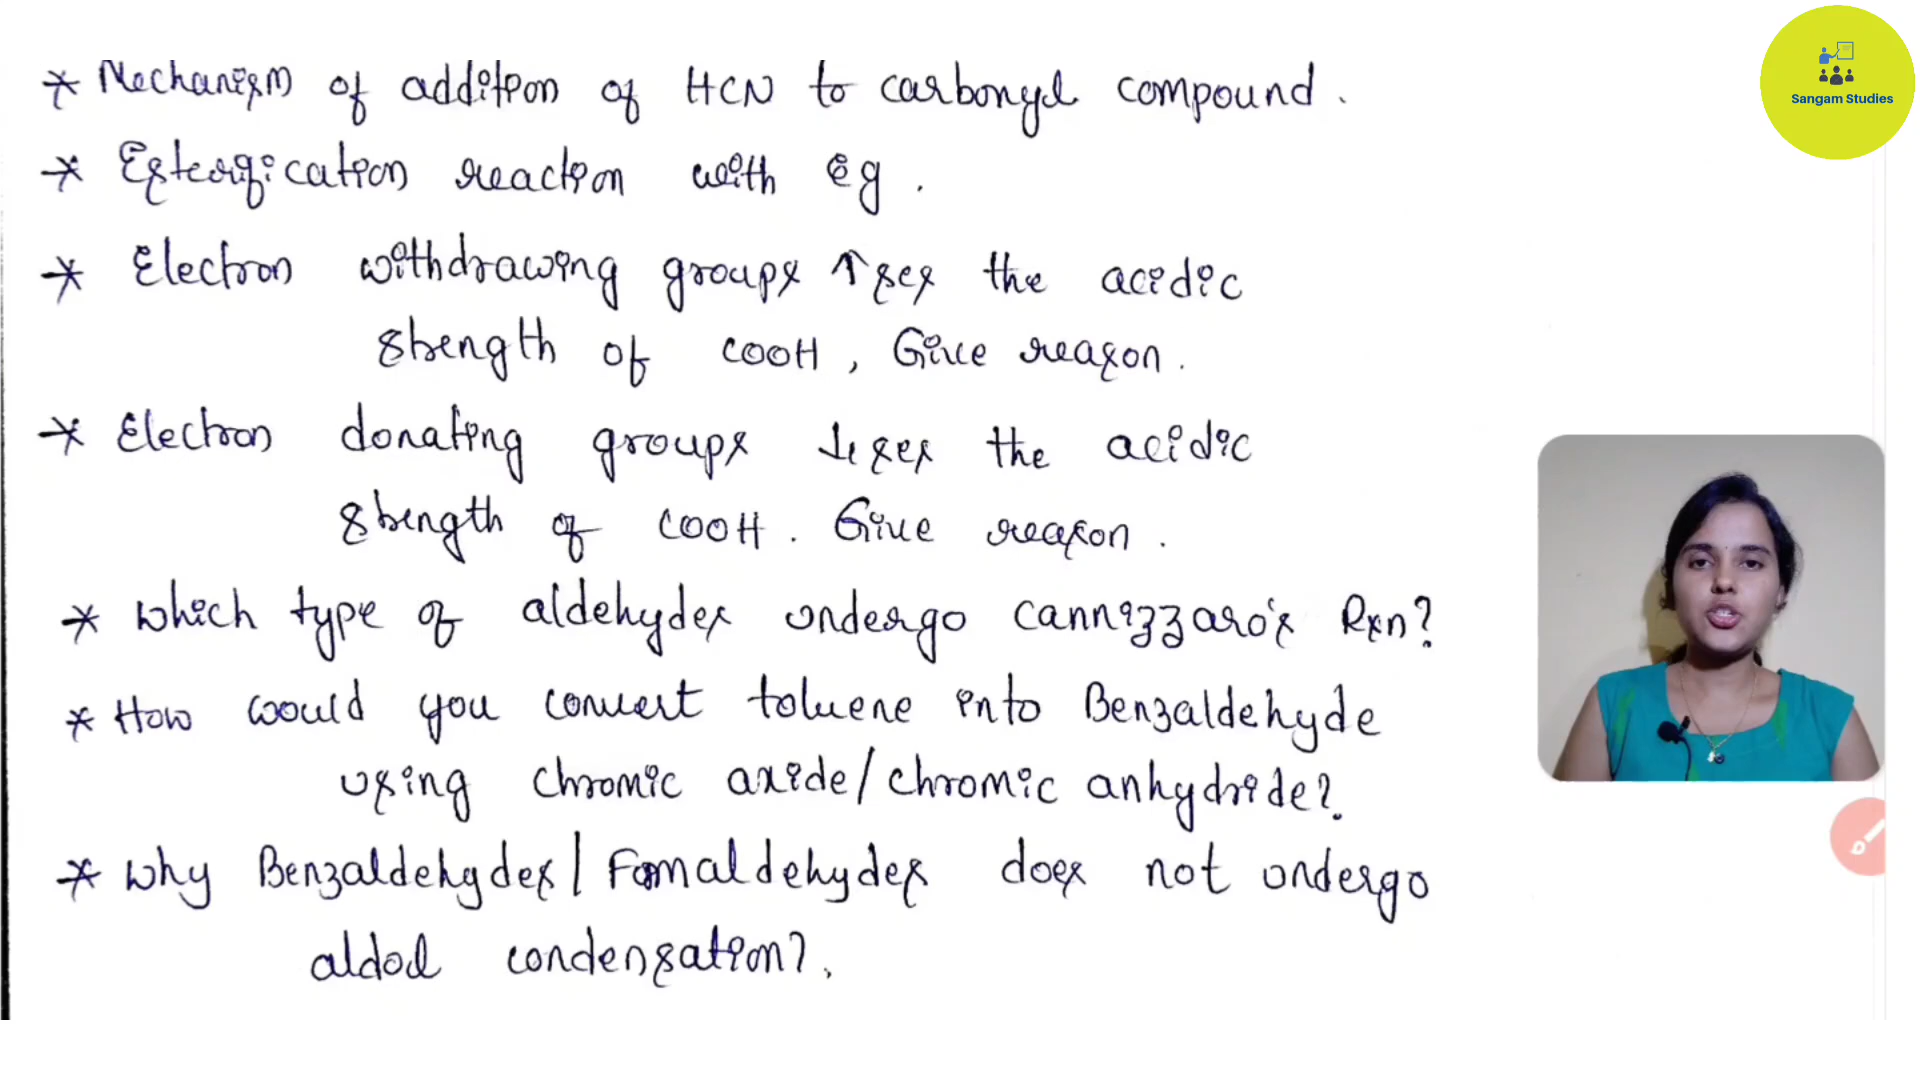 * Mechanism of addition of HCN to carbonyl compound.
Sangam Studies
* Esterification reaction with eg.
* Electron withdrawing groups ↑ses the acidic
strength of COOH, Give reason.
* Electron donating groups ↓ses the acidic
strength of COOH. Give reason.
* Which type of aldehydes undergo cannizzaro's Rxn?
* How would you convert toluene into Benzaldehyde
using chromic oxide/chromic anhydride?
* Why Benzaldehydes/Formaldehydes does not undergo
aldol condensation?